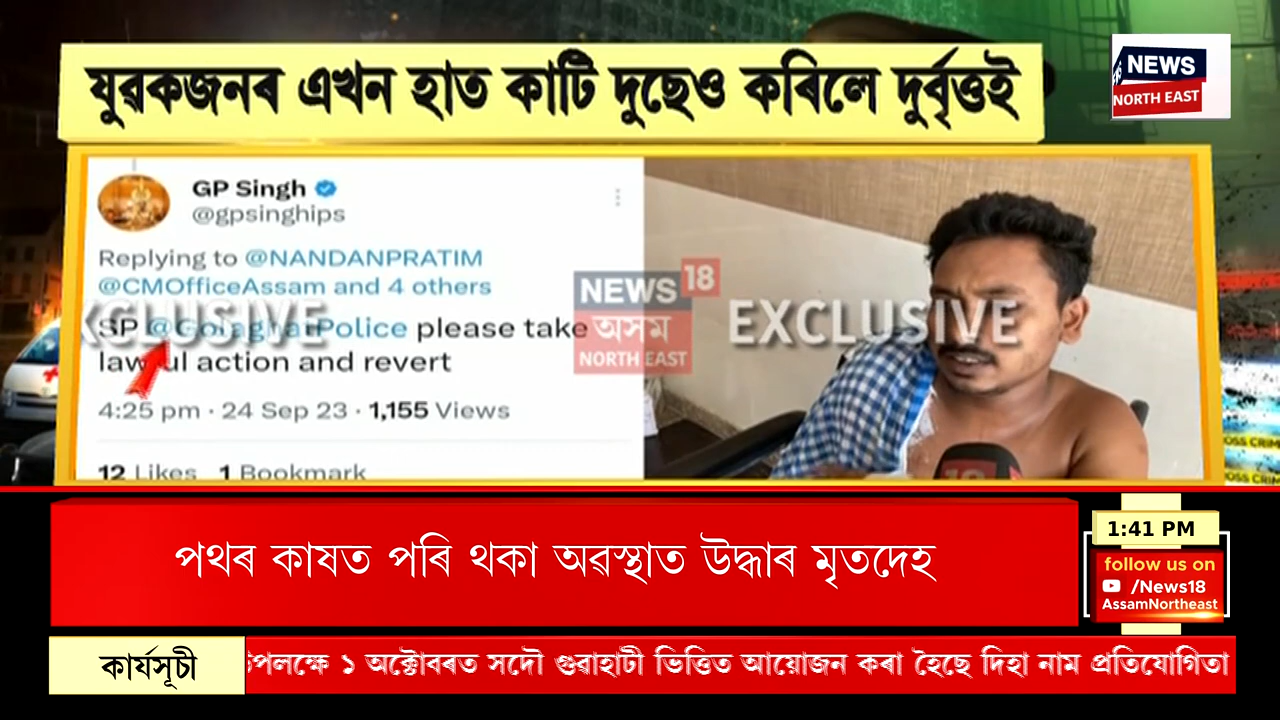 যুৱকজনৰ এখন হাত কাটি দুছেও কৰিলে দুৰ্বৃত্তই
NEWS
NORTH EAST
GP Singh
@gpsinghips
Replying to @NANDANPRATIM
@CMOfficeAssam and 4 others
SP please take
lawful action and revert
4:25 pm · 24 Sep 23 · 1,155 Views
12 Likes 1 Bookmark
EXCLUSIVE
NEWS 18
অসম
NORTH EAST
EXCLUSIVE
পথৰ কাষত পৰি থকা অৱস্থাত উদ্ধাৰ মৃতদেহ
1:41 PM
follow us on
/News18
AssamNortheast
কাৰ্যসূচী
১ অক্টোবৰত সদৌ গুৱাহাটী ভিত্তিত আয়োজন কৰা হৈছে দিহা নাম প্ৰতিযোগিতা